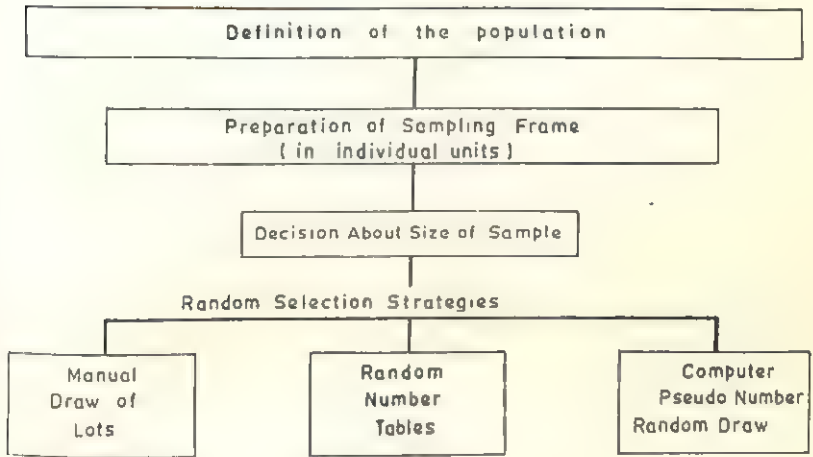 Definition of the population
Preparation of Sampling Frame
( in individual units )
Decision About Size of Sample
Random Selection Strategies
Manual
Draw of
Lots
Random
Number
Tables
Computer
Pseudo Number
Random Draw